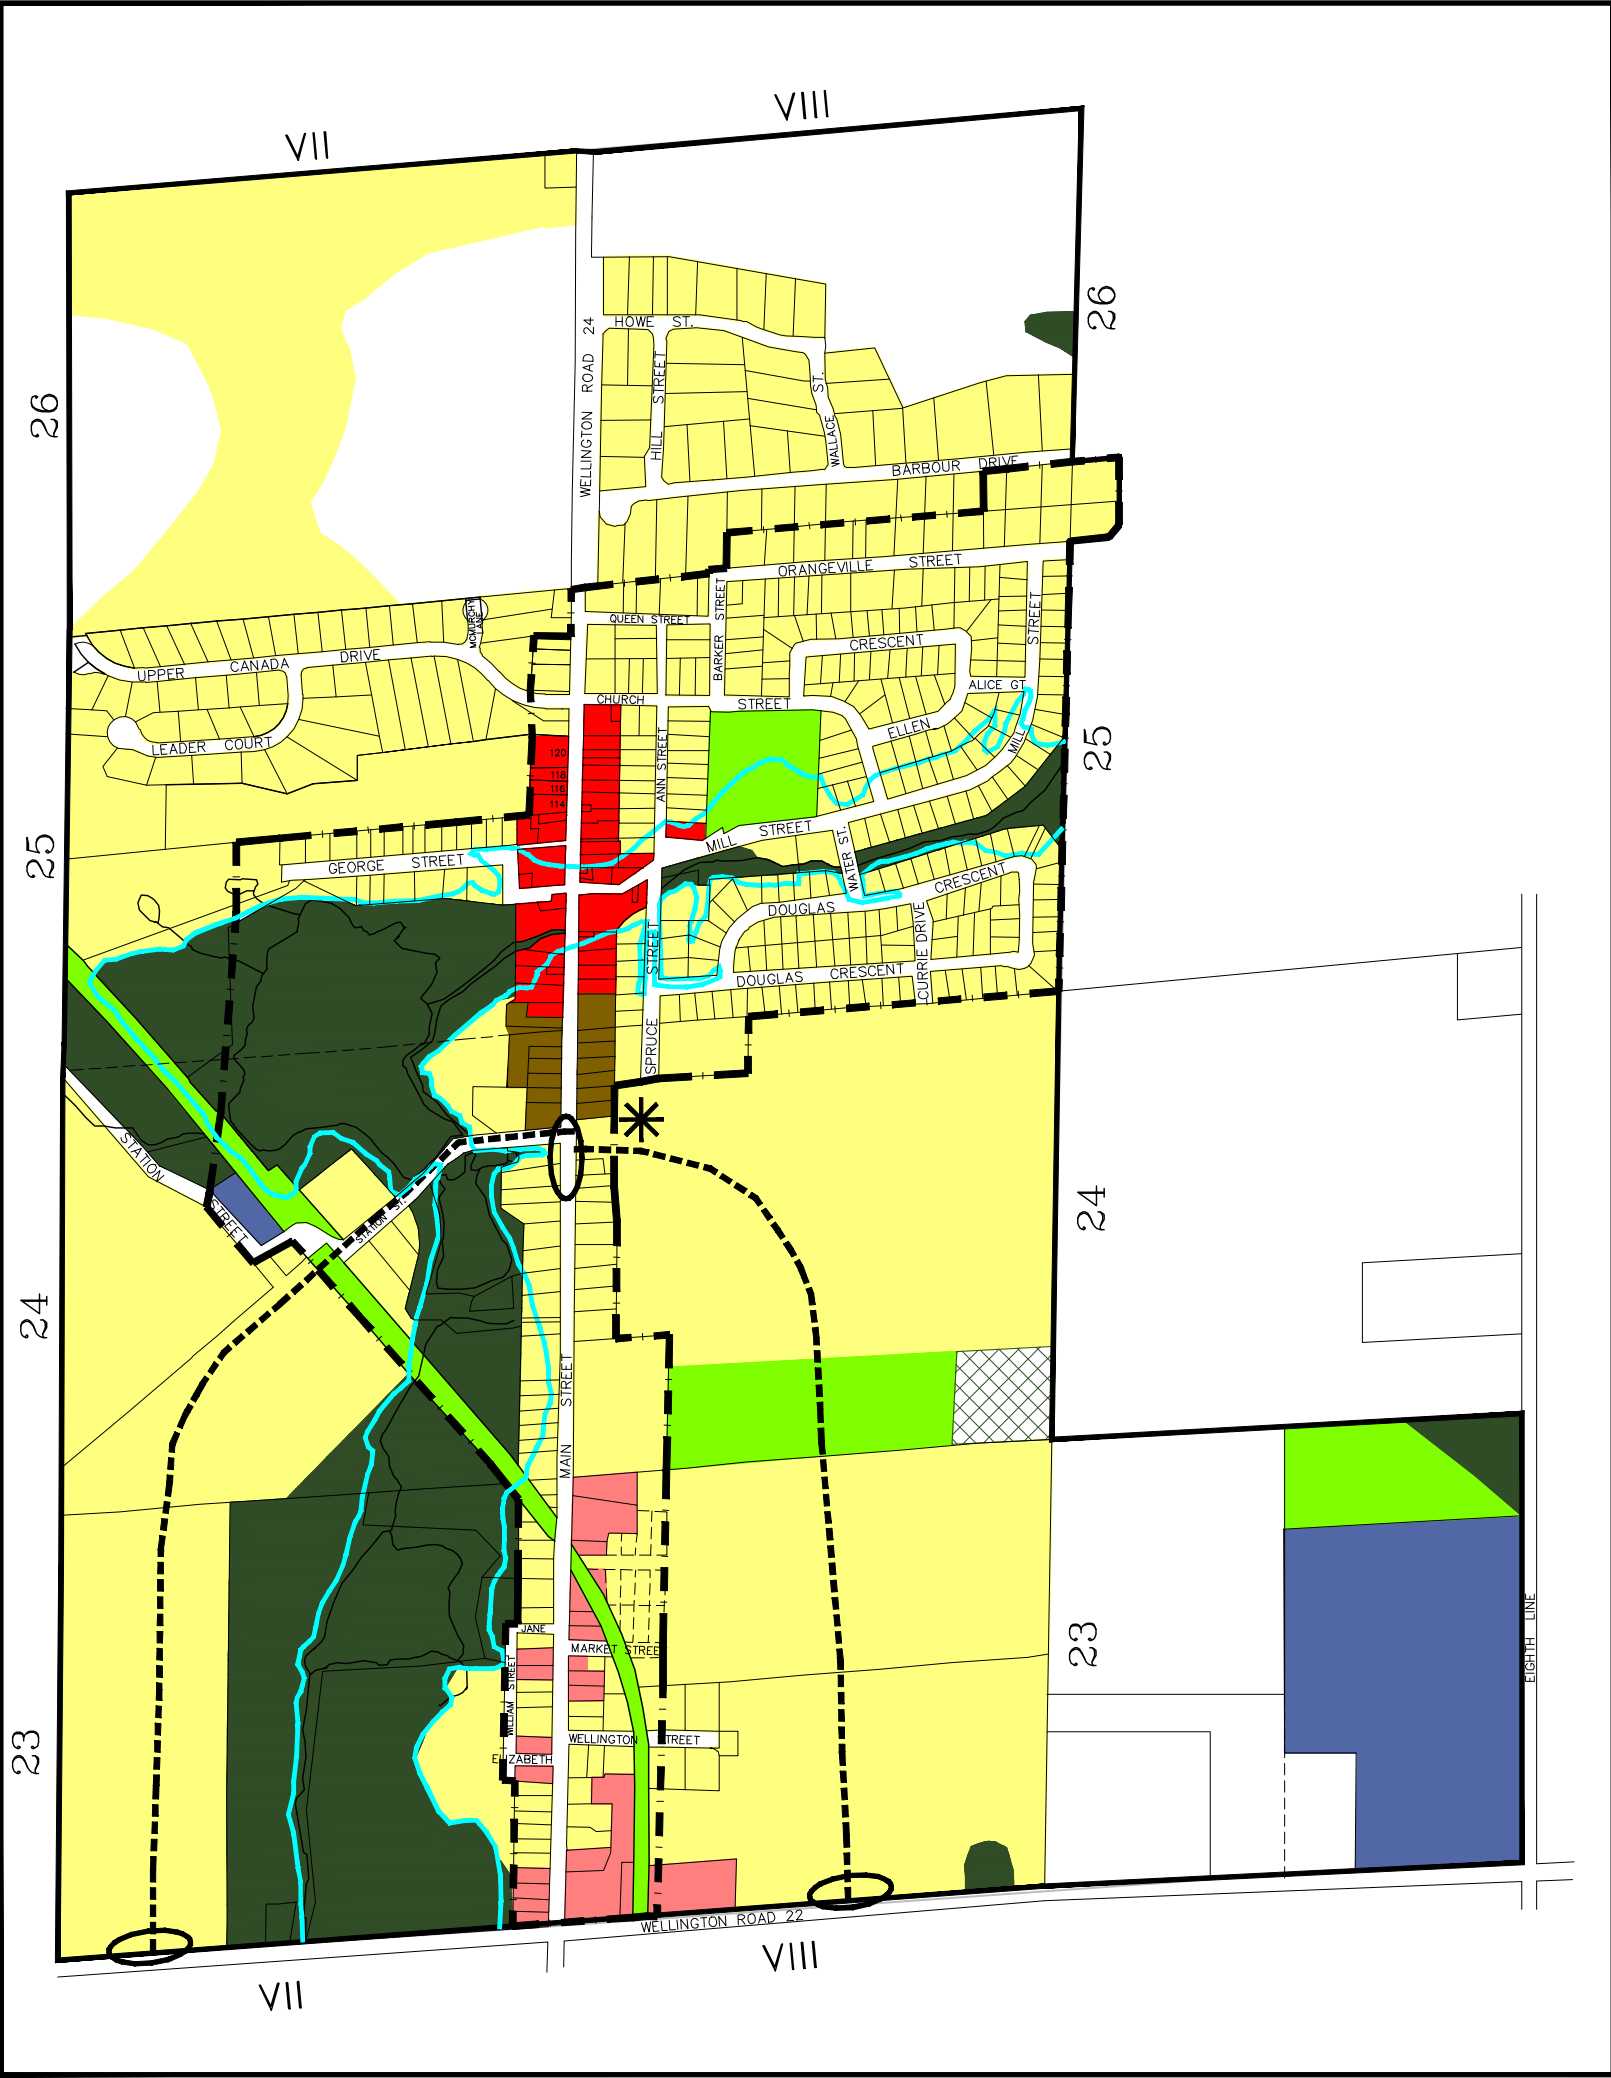 VIII
VII
26
HOWE ST.
WELLINGTON ROAD 24
HILL STREET
ST.
WALLACE
26
BARBOUR DRIVE
ORANGEVILLE STREET
QUEEN STREET
BARKER STREET
STREET
MCMURCHY
LANE
CRESCENT
UPPER CANADA DRIVE
ALICE GT
CHURCH STREET
ELLEN
MILL
LEADER COURT
25
120
118
116
114
ANN STREET
MILL STREET
25
GEORGE STREET
WATER ST.
CRESCENT
DOUGLAS
CURRIE DRIVE
STREET
DOUGLAS CRESCENT
SPRUCE
STATION
STREET
STATION ST.
24
24
MAIN STREET
JANE
MARKET STREE
WILLIAM STREET
23
EIGHTH LINE
WELLINGTON STREET
ELIZABETH
23
WELLINGTON ROAD 22
VIII
VII